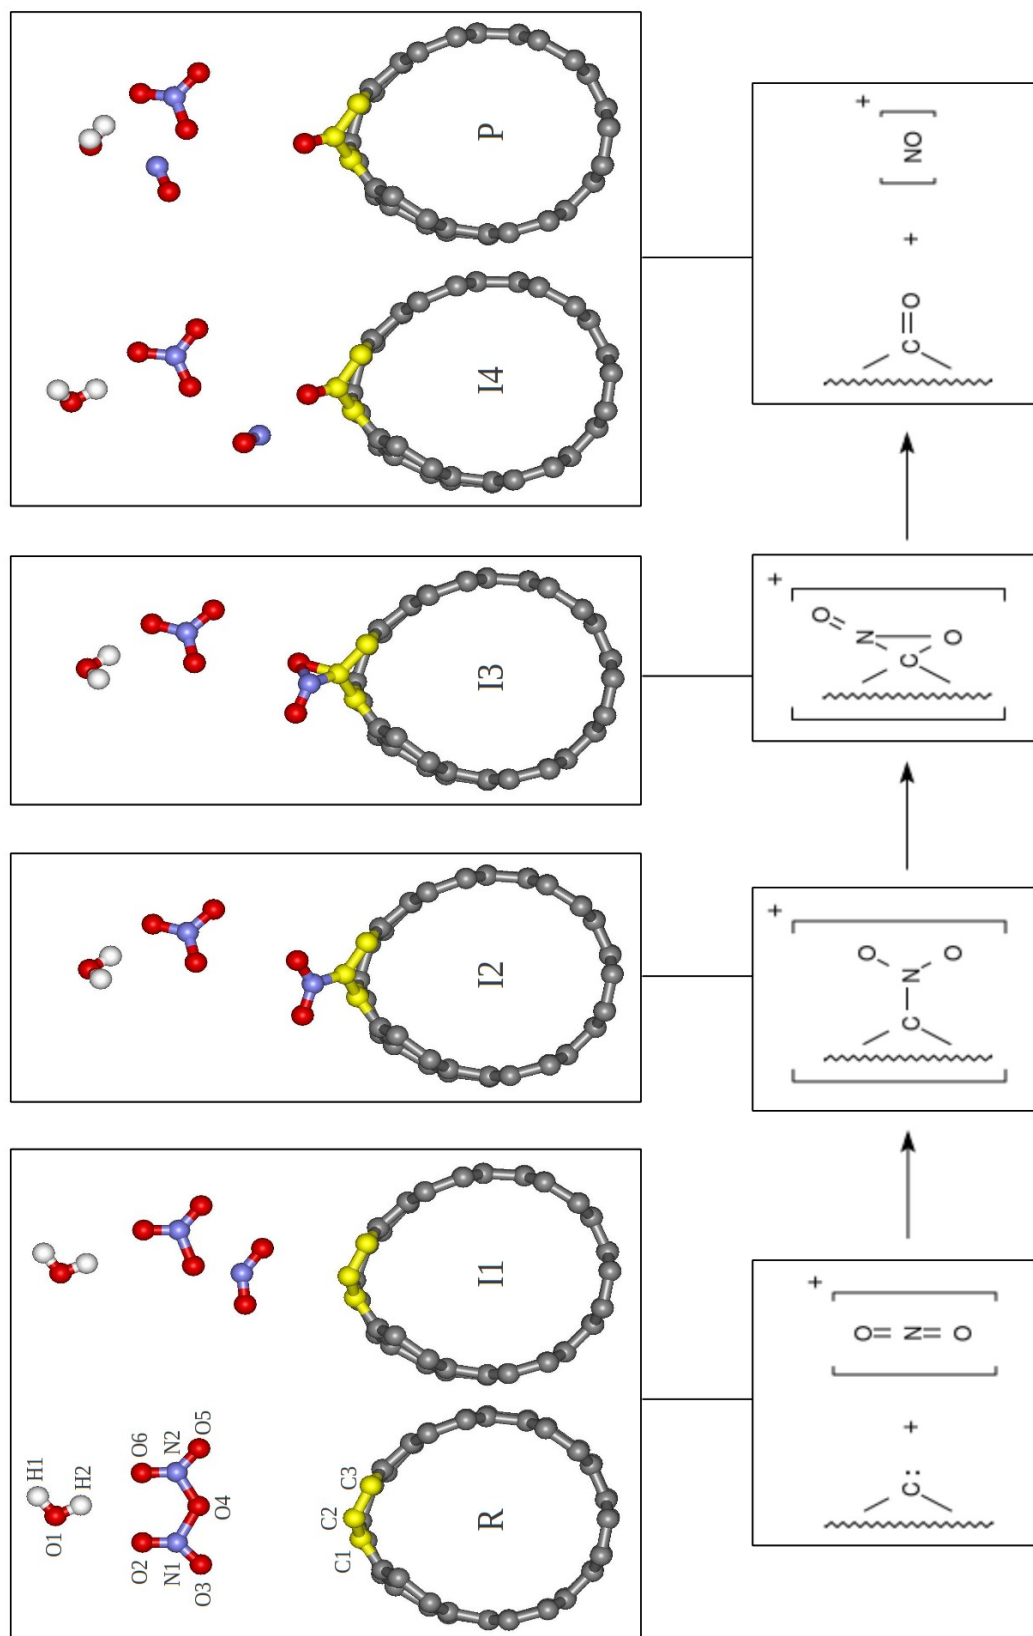 H1
O1
H2
O2 O6
N1 N2
O3 O4 O5
C2
C1 C3
R I1 I2 I3 I4 P
+
C: + [O=N=O]
+
O
C—N
O
+
O
N
C
O
+
C=O + [NO]